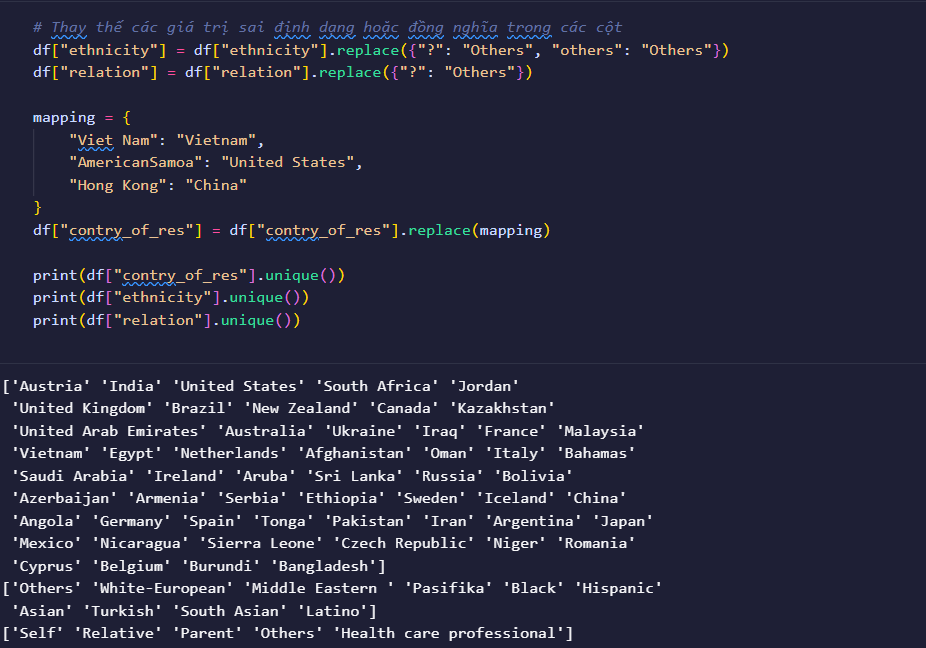 # Thay thế các giá trị sai định dạng hoặc đồng nghĩa trong các cột
df["ethnicity"] = df["ethnicity"].replace({"?": "Others", "others": "Others"})
df["relation"] = df["relation"].replace({"?": "Others"})
mapping = {
"Viet Nam": "Vietnam",
"AmericanSamoa": "United States",
"Hong Kong": "China"
}
df["contry_of_res"] = df["contry_of_res"].replace(mapping)
print(df["contry_of_res"].unique())
print(df["ethnicity"].unique())
print(df["relation"].unique())
['Austria' 'India' 'United States' 'South Africa' 'Jordan'
'United Kingdom' 'Brazil' 'New Zealand' 'Canada' 'Kazakhstan'
'United Arab Emirates' 'Australia' 'Ukraine' 'Iraq' 'France' 'Malaysia'
'Vietnam' 'Egypt' 'Netherlands' 'Afghanistan' 'Oman' 'Italy' 'Bahamas'
'Saudi Arabia' 'Ireland' 'Aruba' 'Sri Lanka' 'Russia' 'Bolivia'
'Azerbaijan' 'Armenia' 'Serbia' 'Ethiopia' 'Sweden' 'Iceland' 'China'
'Angola' 'Germany' 'Spain' 'Tonga' 'Pakistan' 'Iran' 'Argentina' 'Japan'
'Mexico' 'Nicaragua' 'Sierra Leone' 'Czech Republic' 'Niger' 'Romania'
'Cyprus' 'Belgium' 'Burundi' 'Bangladesh']
['Others' 'White-European' 'Middle Eastern ' 'Pasifika' 'Black' 'Hispanic'
'Asian' 'Turkish' 'South Asian' 'Latino']
['Self' 'Relative' 'Parent' 'Others' 'Health care professional']